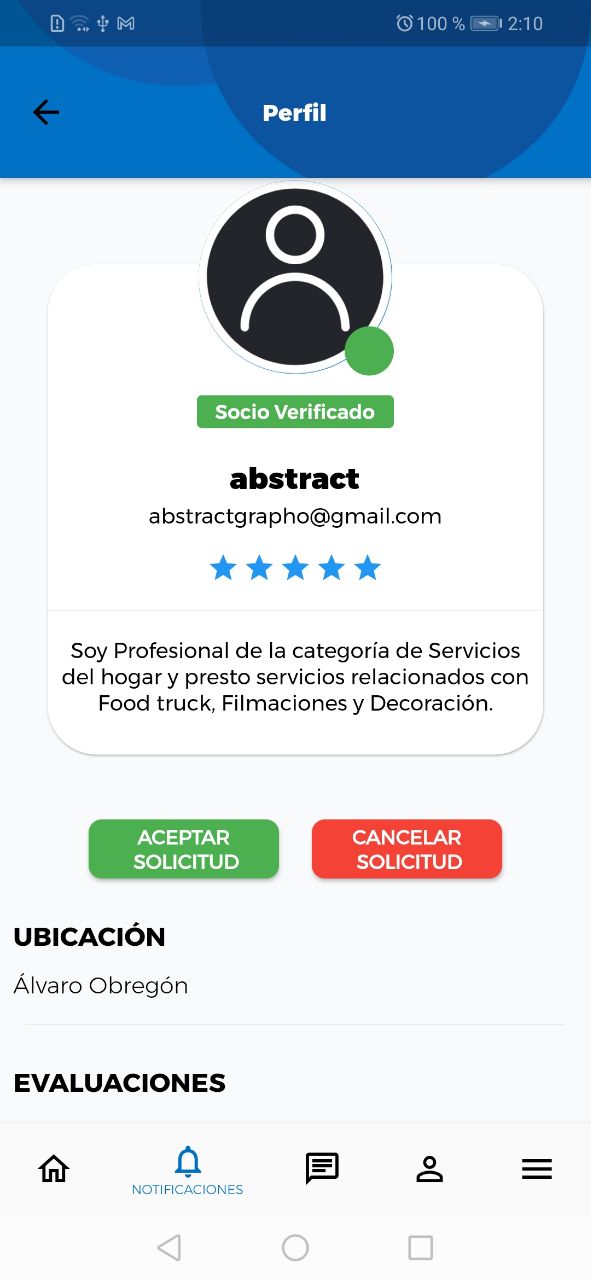 100 % 2:10
Perfil
Socio Verificado
abstract
abstractgrapho@gmail.com
Soy Profesional de la categoría de Servicios
del hogar y presto servicios relacionados con
Food truck, Filmaciones y Decoración.
ACEPTAR
SOLICITUD
CANCELAR
SOLICITUD
UBICACIÓN
Álvaro Obregón
EVALUACIONES
NOTIFICACIONES